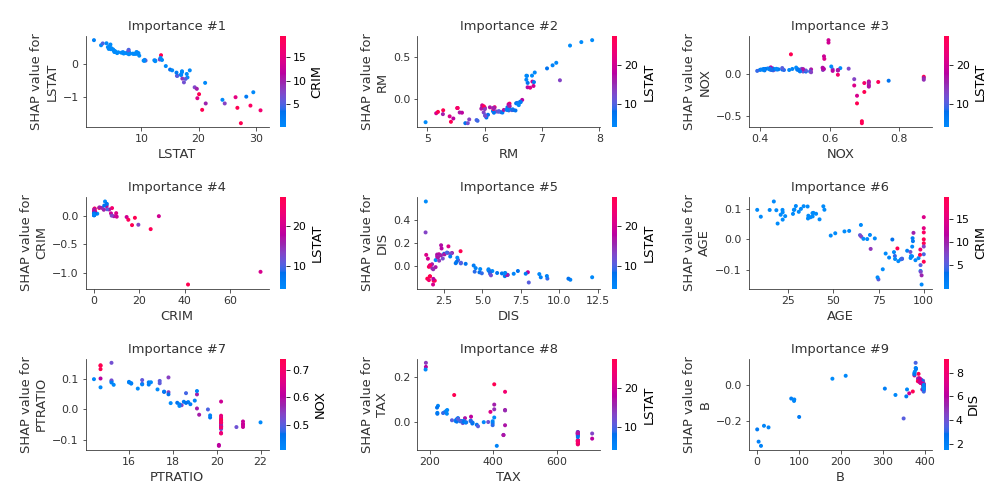 Importance #1
Importance #2
Importance #3
SHAP value for
LSTAT
0
−1
10
20
30
LSTAT
15
10
5
CRIM
SHAP value for
RM
0.5
0.0
5
6
7
8
RM
20
10
LSTAT
SHAP value for
NOX
0.0
−0.5
0.4
0.6
0.8
NOX
20
10
LSTAT
Importance #4
Importance #5
Importance #6
SHAP value for
CRIM
0.0
−0.5
−1.0
0
20
40
60
CRIM
20
10
LSTAT
SHAP value for
DIS
0.4
0.2
0.0
2.5
5.0
7.5
10.0
12.5
DIS
20
10
LSTAT
SHAP value for
AGE
0.1
0.0
−0.1
25
50
75
100
AGE
15
10
5
CRIM
Importance #7
Importance #8
Importance #9
SHAP value for
PTRATIO
0.1
0.0
−0.1
16
18
20
22
PTRATIO
0.7
0.6
0.5
NOX
SHAP value for
TAX
0.2
0.0
200
400
600
TAX
20
10
LSTAT
SHAP value for
B
0.0
−0.2
0
100
200
300
400
B
8
6
4
2
DIS